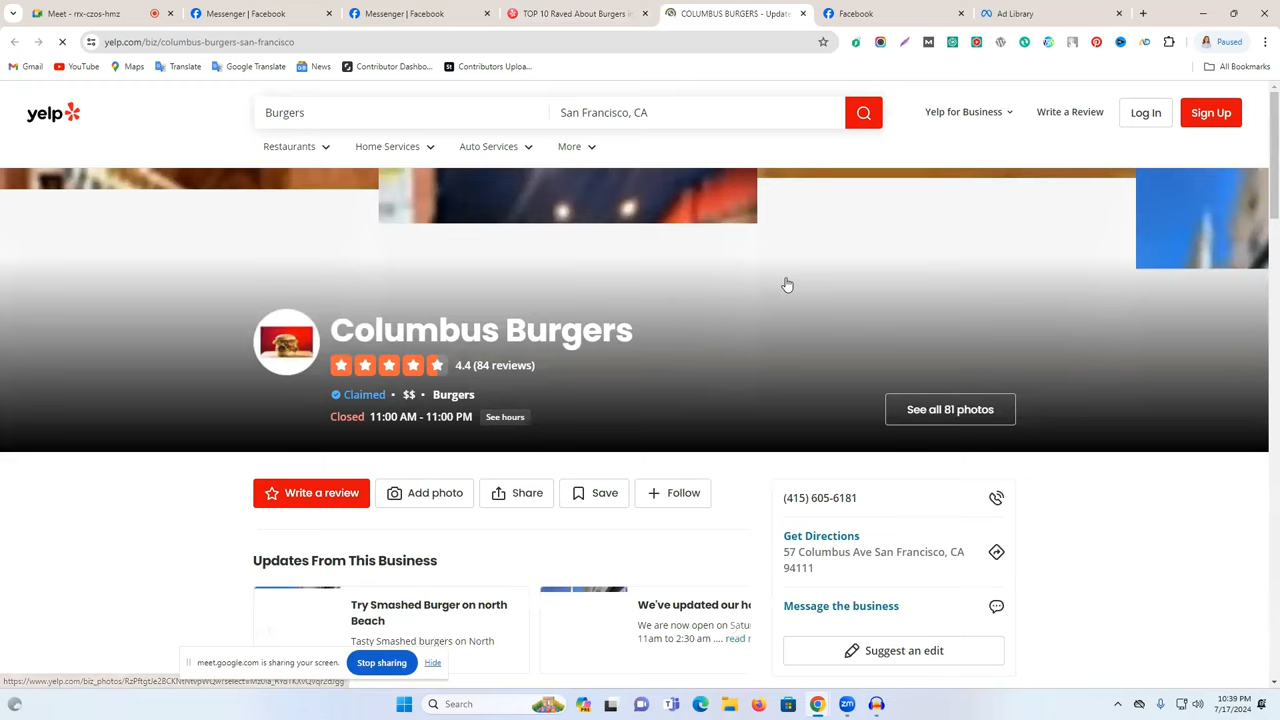 Meet - rrx-czos-hmz
Messenger | Facebook
Messenger | Facebook
TOP 10 Raved About Burgers i
COLUMBUS BURGERS - Update
Facebook
Ad Library
yelp.com/biz/columbus-burgers-san-francisco
Paused
Gmail
YouTube
Maps
Translate
Google Translate
News
Contributor Dashbo...
Contributors Uploa...
All Bookmarks
yelp
Burgers
San Francisco, CA
Yelp for Business
Write a Review
Log In
Sign Up
Restaurants
Home Services
Auto Services
More
Columbus Burgers
4.4 (84 reviews)
Claimed • $$ • Burgers
Closed 11:00 AM - 11:00 PM See hours
See all 81 photos
Write a review
Add photo
Share
Save
Follow
(415) 605-6181
Get Directions
57 Columbus Ave San Francisco, CA
94111
Message the business
Suggest an edit
Updates From This Business
Try Smashed Burger on north
Beach
Tasty Smashed burgers on North
We've updated our ho
We are now open on Satu
11am to 2:30 am .... read
meet.google.com is sharing your screen.
Stop sharing
Hide
Search
10:39 PM
7/17/2024